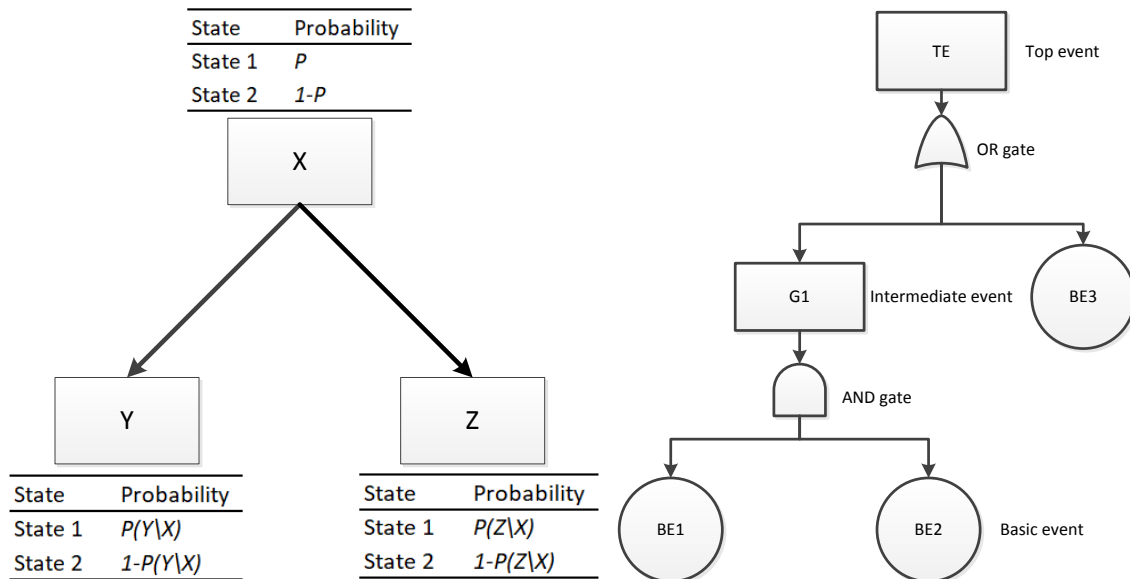 State Probability
State 1 P
State 2 1-P
X
Y
Z
State Probability
State 1 P(Y\X)
State 2 1-P(Y\X)
State Probability
State 1 P(Z\X)
State 2 1-P(Z\X)
TE Top event
OR gate
G1 Intermediate event BE3
AND gate
BE1 BE2 Basic event